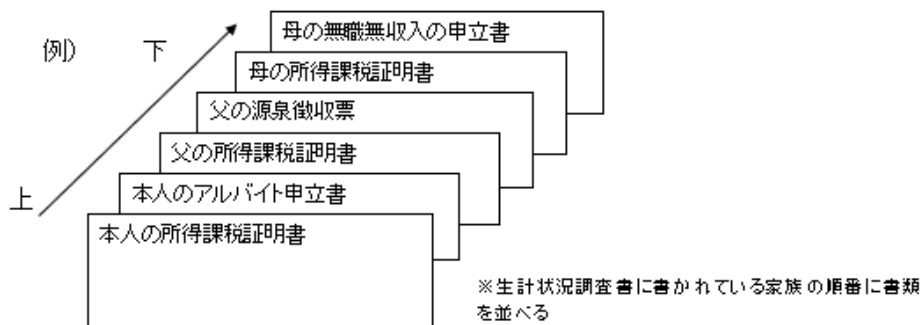 例）
下
母の無職無収入の申立書
母の所得課税証明書
父の源泉徴収票
父の所得課税証明書
本人のアルバイト申立書
上
本人の所得課税証明書
※生計状況調査書に書かれている家族の順番に書類
を並べる